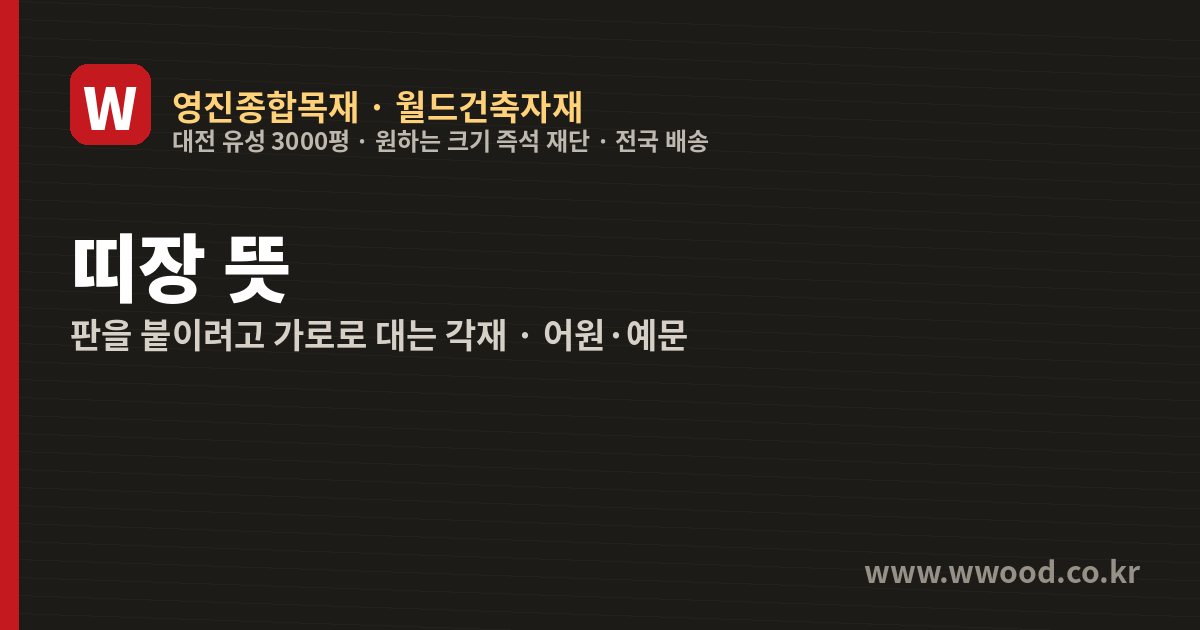 W
영진종합목재 · 월드건축자재
대전 유성 3000평 · 원하는 크기 즉석 재단 · 전국 배송
띠장 뜻
판을 붙이려고 가로로 대는 각재 · 어원·예문
www.wwood.co.kr